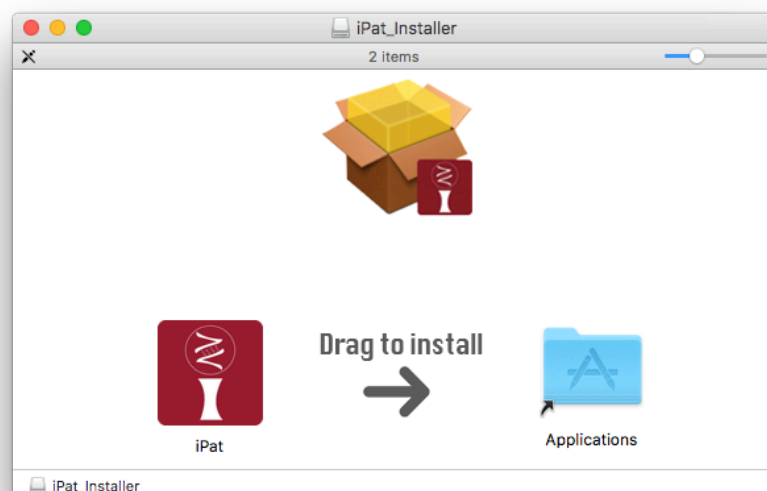 iPat_Installer
2 items
Drag to install
iPat
Applications
iPat_Installer